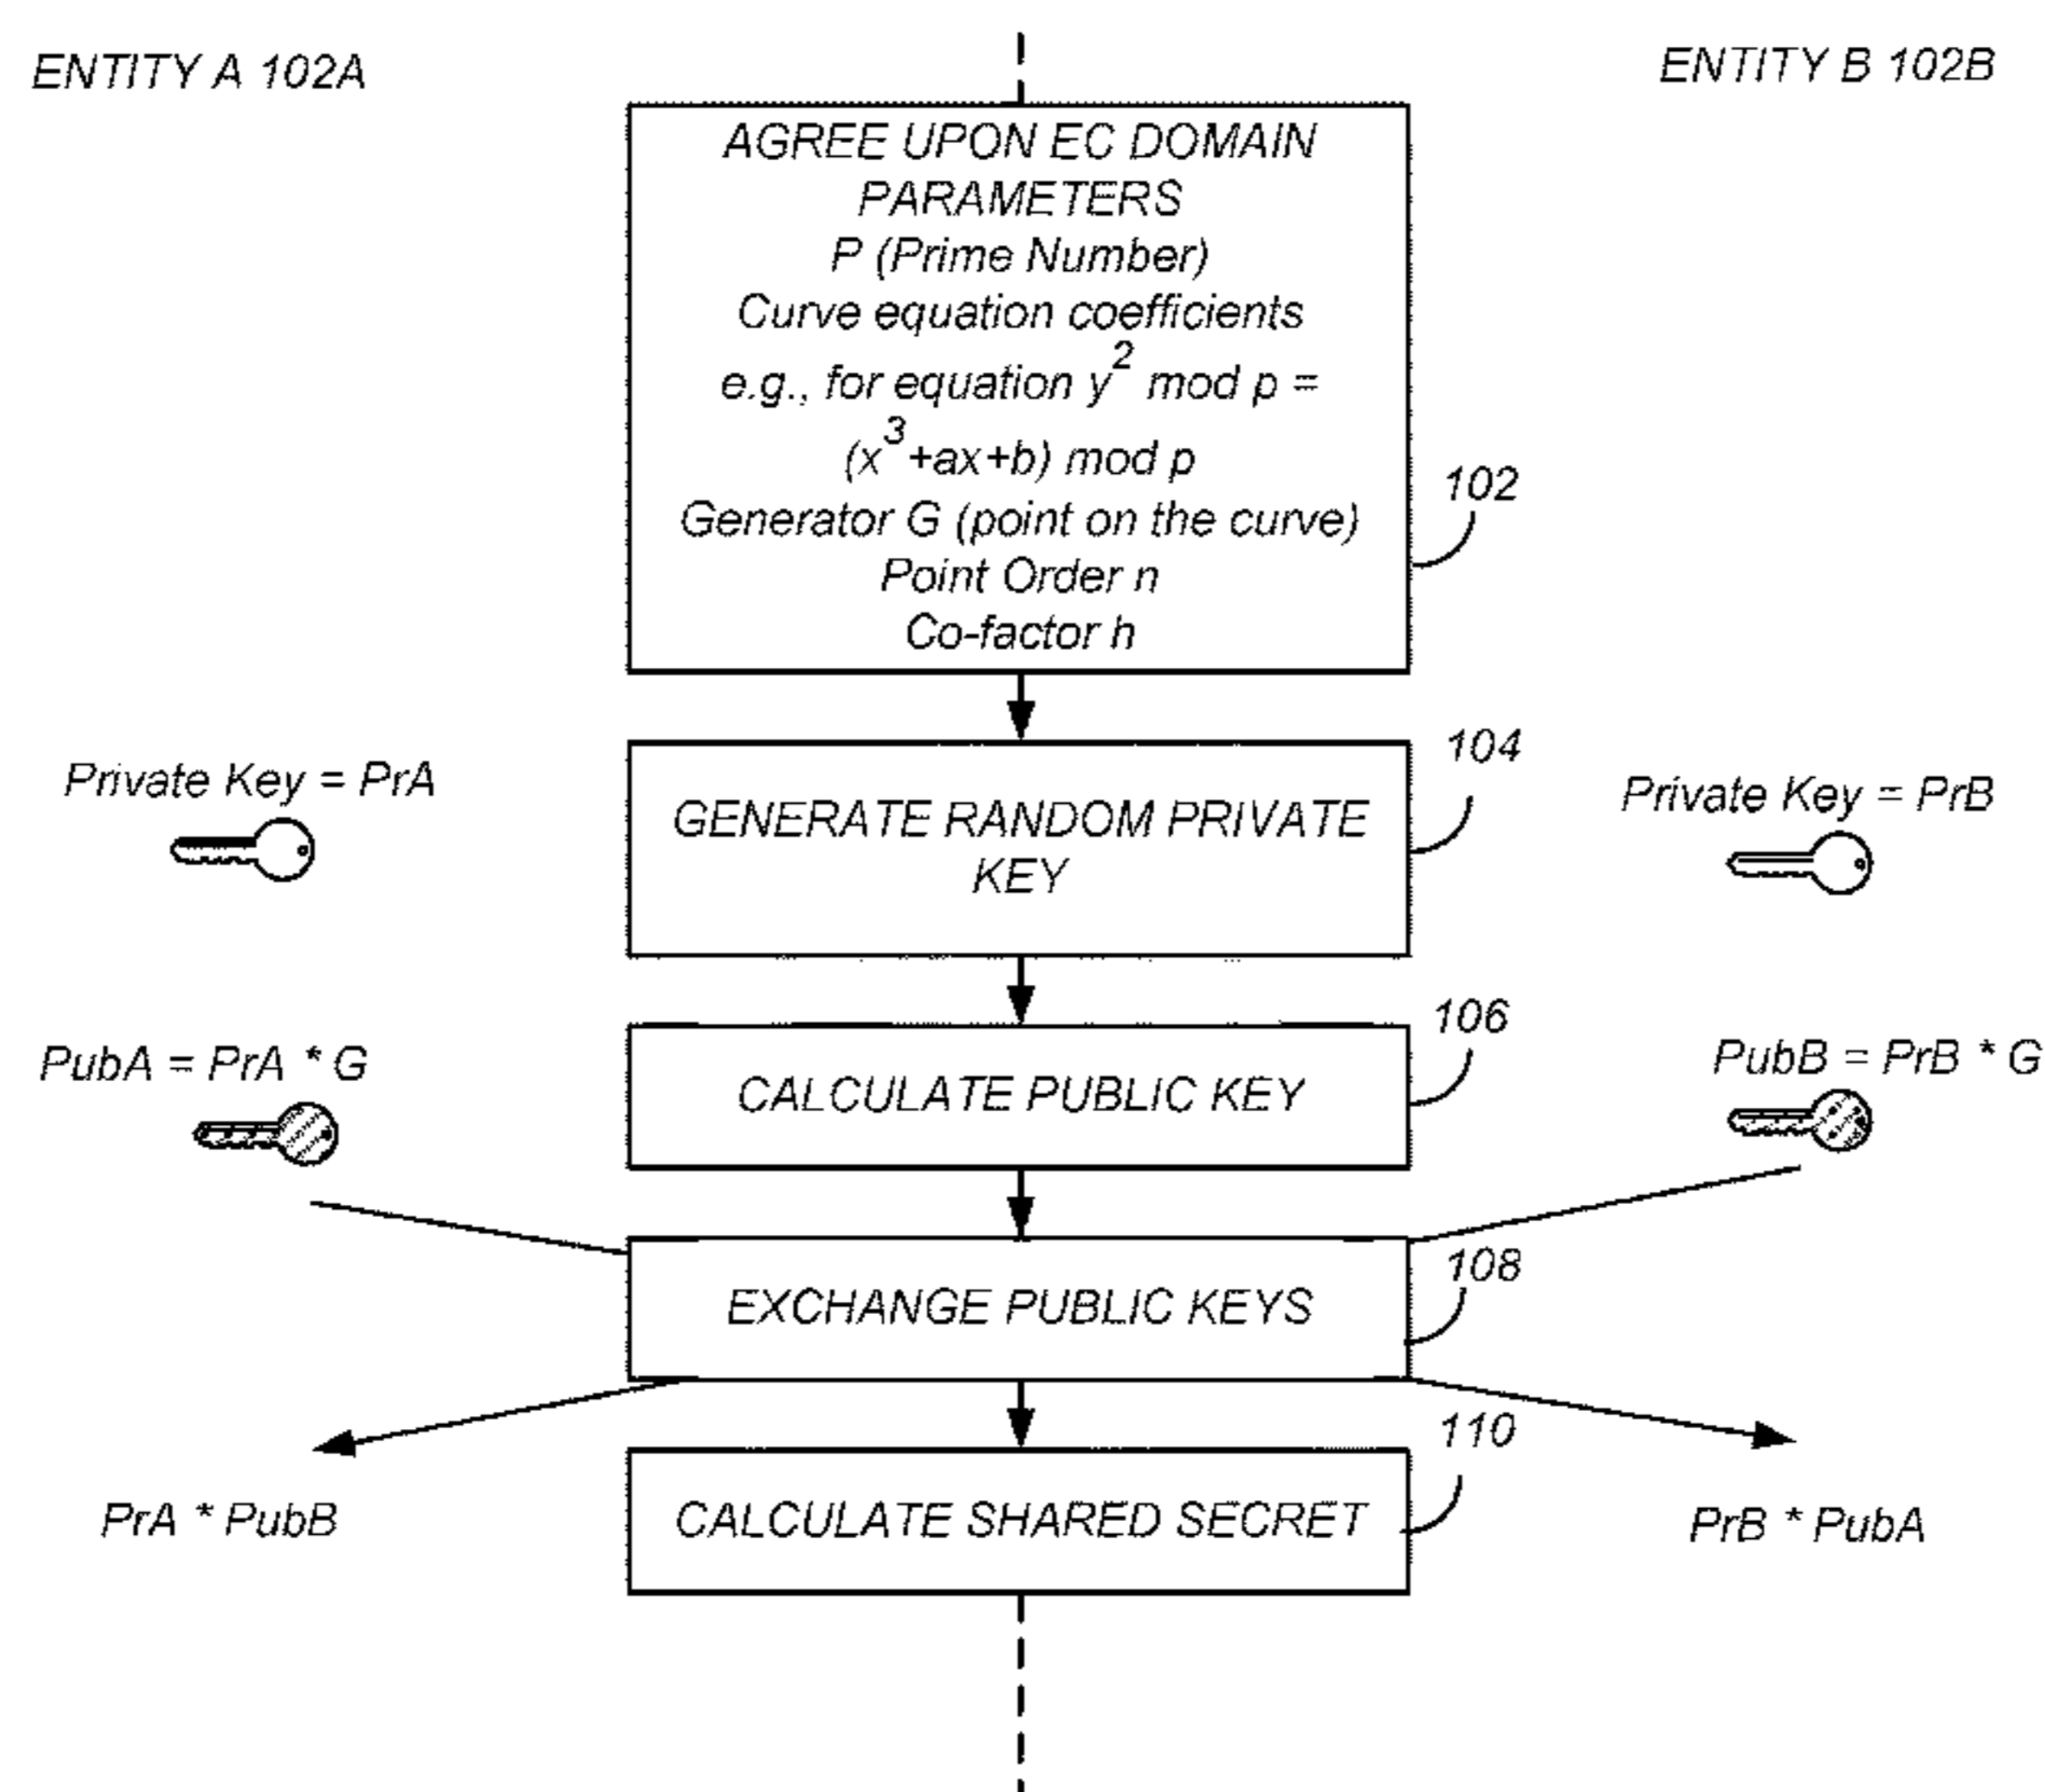 ENTITY A 102A
ENTITY B 102B
AGREE UPON EC DOMAIN
PARAMETERS
P (Prime Number)
Curve equation coefficients
e.g., for equation y² mod p =
(x³+ax+b) mod p
Generator G (point on the curve)
Point Order n
Co-factor h
102
Private Key = PrA
GENERATE RANDOM PRIVATE
KEY
104
Private Key = PrB
PubA = PrA * G
CALCULATE PUBLIC KEY
106
PubB = PrB * G
EXCHANGE PUBLIC KEYS
108
PrA * PubB
CALCULATE SHARED SECRET
110
PrB * PubA